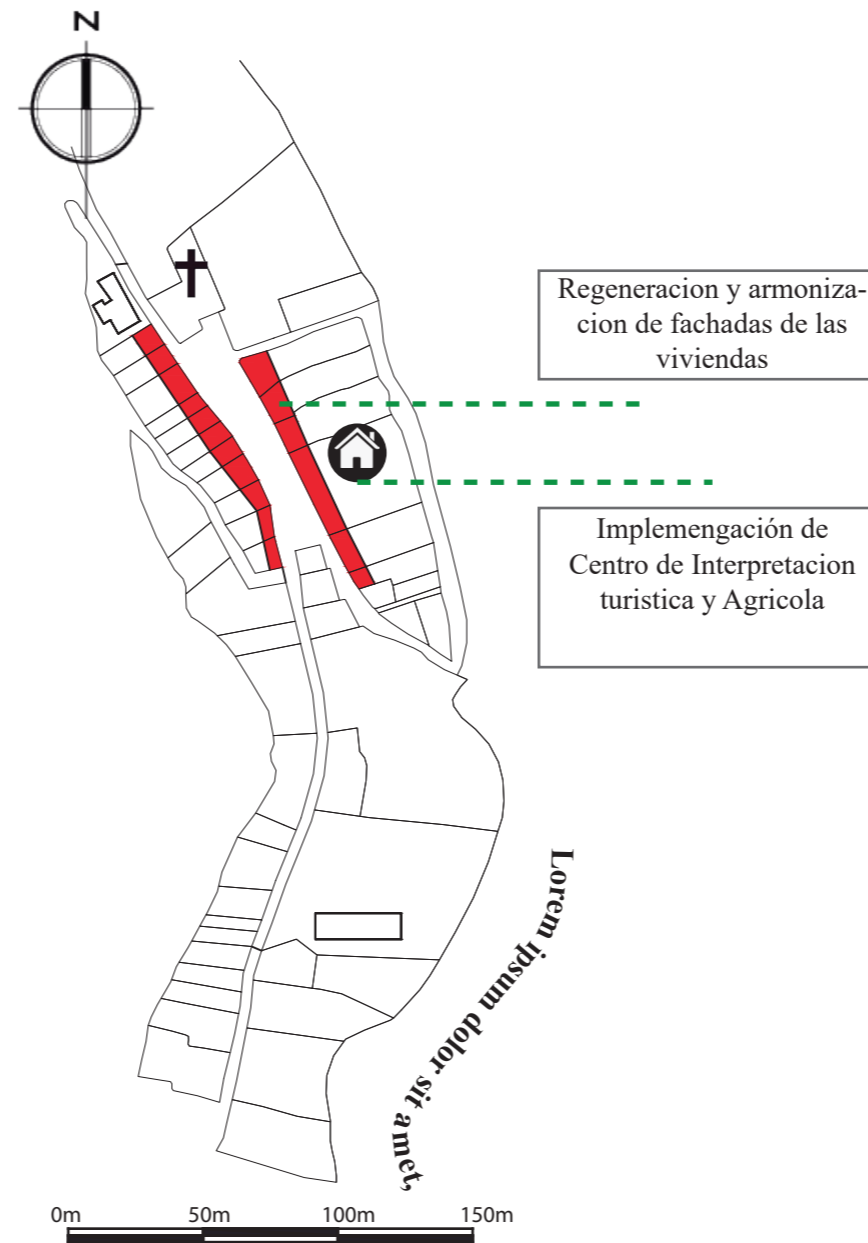 N
Regeneracion y armoniza-
cion de fachadas de las
viviendas
Implemengación de
Centro de Interpretacion
turistica y Agricola
Lorem ipsum dolor sit amet,
0m 50m 100m 150m